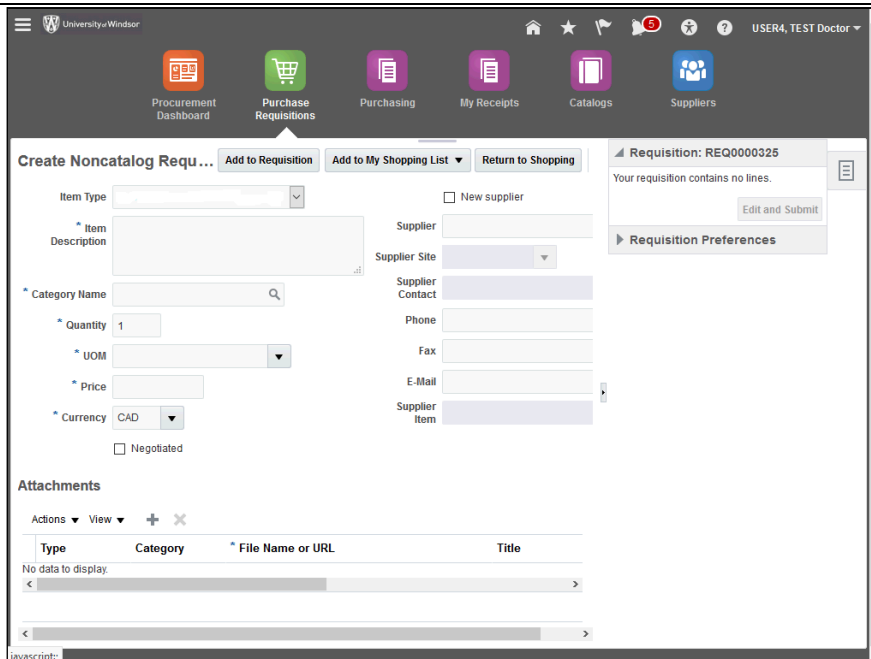 University of Windsor
5
USER4, TEST Doctor
Procurement Dashboard
Purchase Requisitions
Purchasing
My Receipts
Catalogs
Suppliers
Create Noncatalog Requ...
Add to Requisition
Add to My Shopping List
Return to Shopping
Requisition: REQ0000325
Your requisition contains no lines.
Edit and Submit
Requisition Preferences
Item Type
New supplier
* Item Description
Supplier
Supplier Site
Supplier Contact
* Category Name
Phone
* Quantity 1
Fax
* UOM
E-Mail
* Price
Supplier Item
* Currency CAD
Negotiated
Attachments
Actions View
Type Category * File Name or URL Title
No data to display.
javascript:;